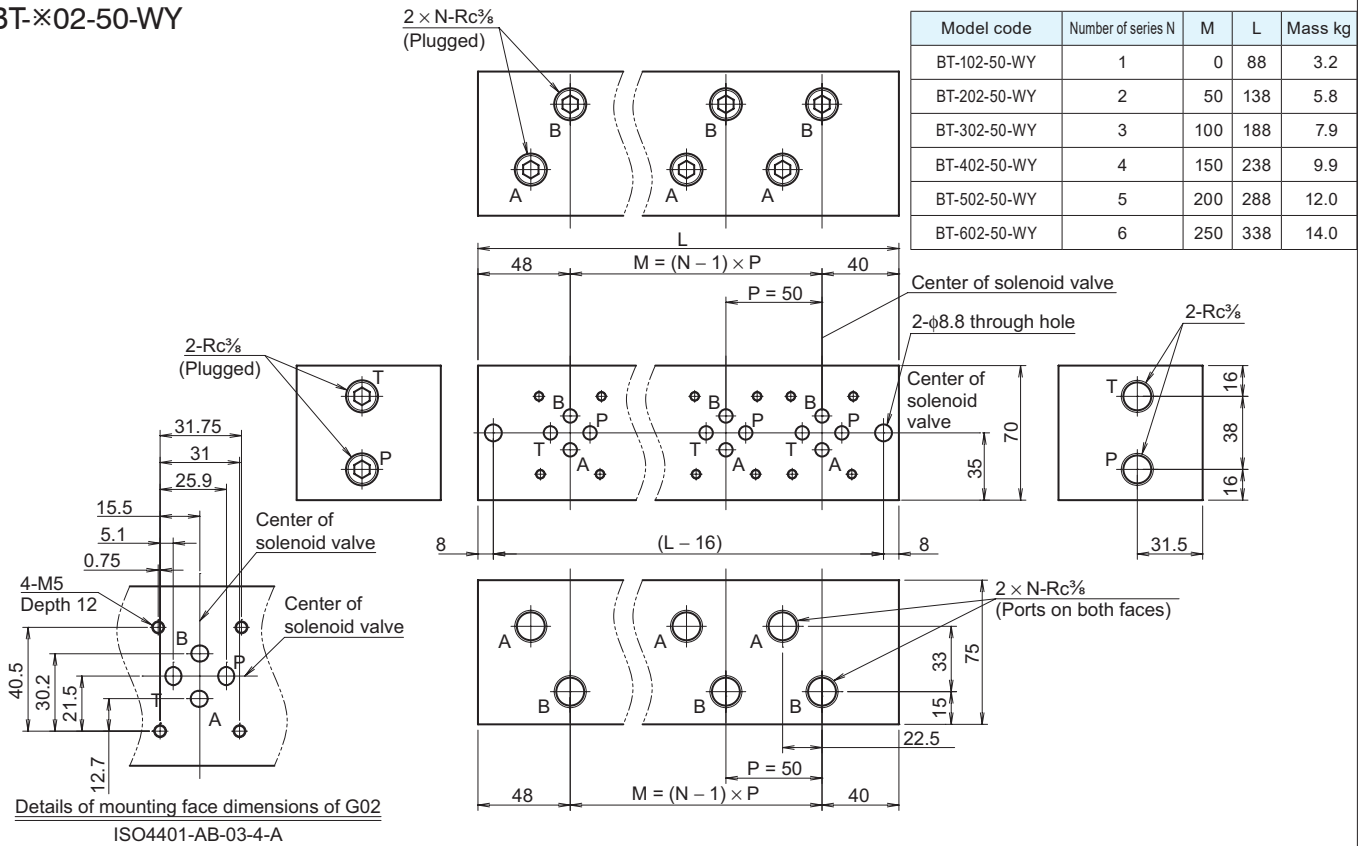 BT-×02-50-WY
2 × N-Rc⅜
(Plugged)
Model code Number of series N M L Mass kg
BT-102-50-WY 1 0 88 3.2
BT-202-50-WY 2 50 138 5.8
BT-302-50-WY 3 100 188 7.9
BT-402-50-WY 4 150 238 9.9
BT-502-50-WY 5 200 288 12.0
BT-602-50-WY 6 250 338 14.0
B B B
A A A
L
48 M = (N – 1) × P 40
P = 50
Center of solenoid valve
2-ϕ8.8 through hole
2-Rc⅜
(Plugged)
T
P
Center of
solenoid
valve
B B B
P P P
T T T
A A A
70
35
8 (L – 16) 8
2-Rc⅜
T
P
16
38
16
31.5
31.75
31
25.9
15.5
5.1
0.75
Center of
solenoid valve
4-M5
Depth 12
Center of
solenoid valve
B
P
T
A
40.5
30.2
21.5
12.7
Details of mounting face dimensions of G02
ISO4401-AB-03-4-A
2 × N-Rc⅜
(Ports on both faces)
A A A
B B B
33
75
15
22.5
P = 50
48 M = (N – 1) × P 40